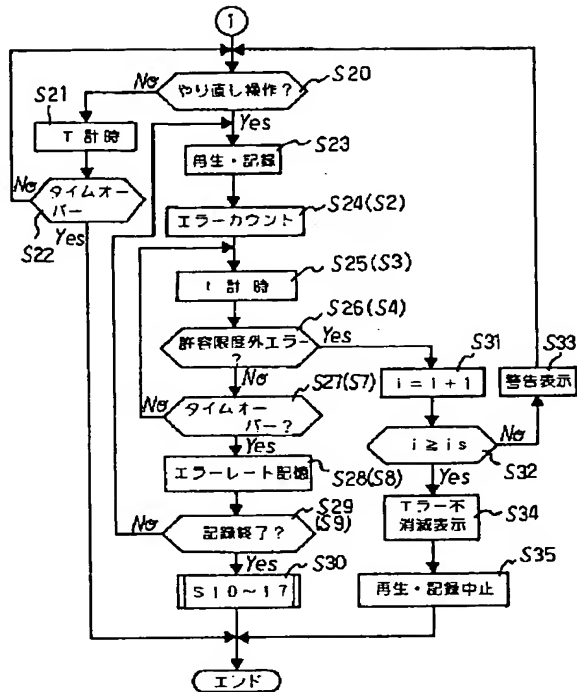 i
S20
No
やり直し操作?
S21
Yes
T 計時
S23
再生・記録
No
タイムオー
バー
S22
Yes
S24(S2)
エラーカウント
S25(S3)
t 計 時
S26(S4)
許容限度外エラー
?
Yes
S31
S33
No
i = i + 1
警告表示
S27(S7)
No
タイムオー
バー?
Yes
i ≧ is
No
S32
エラーレート記憶
S28(S8)
Yes
S34
エラー不
消滅表示
S29
(S9)
No
記録終了?
Yes
S30
S35
S10~17
再生・記録中止
エンド